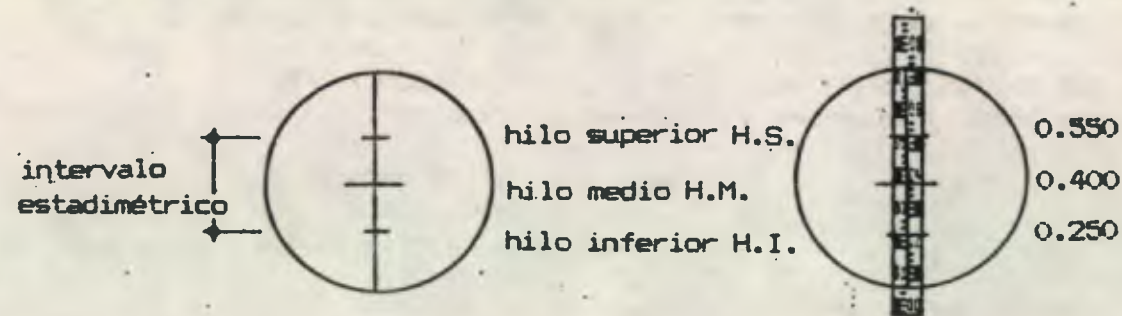 hilo superior H.S.
0.550
intervalo
estadimétrico
hilo medio H.M.
0.400
hilo inferior H.I.
0.250